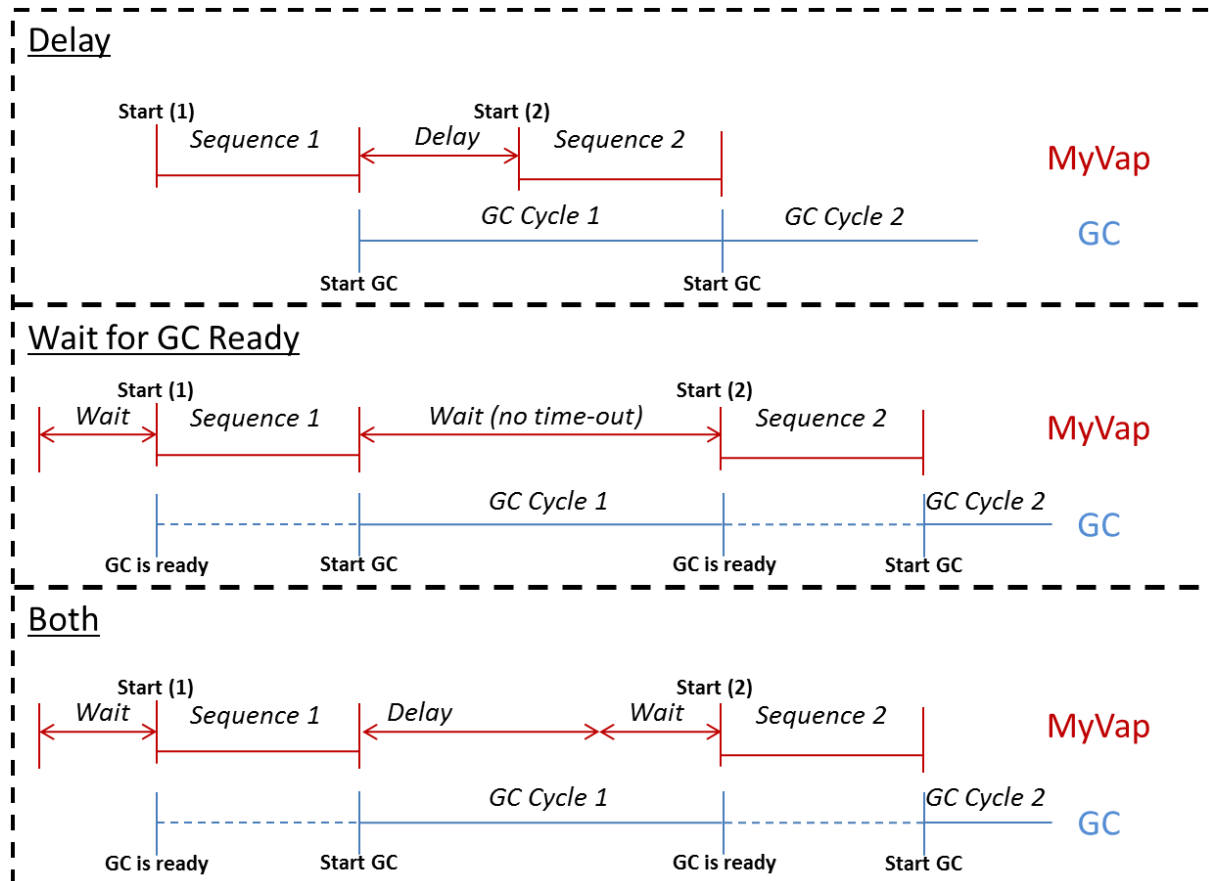 Delay
Start (1) Start (2)
Sequence 1 Delay Sequence 2
MyVap
GC Cycle 1 GC Cycle 2
GC
Start GC Start GC
Wait for GC Ready
Start (1) Start (2)
Wait Sequence 1 Wait (no time-out) Sequence 2
MyVap
GC Cycle 1 GC Cycle 2
GC
GC is ready Start GC GC is ready Start GC
Both
Start (1) Start (2)
Wait Sequence 1 Delay Wait Sequence 2
MyVap
GC Cycle 1 GC Cycle 2
GC
GC is ready Start GC GC is ready Start GC